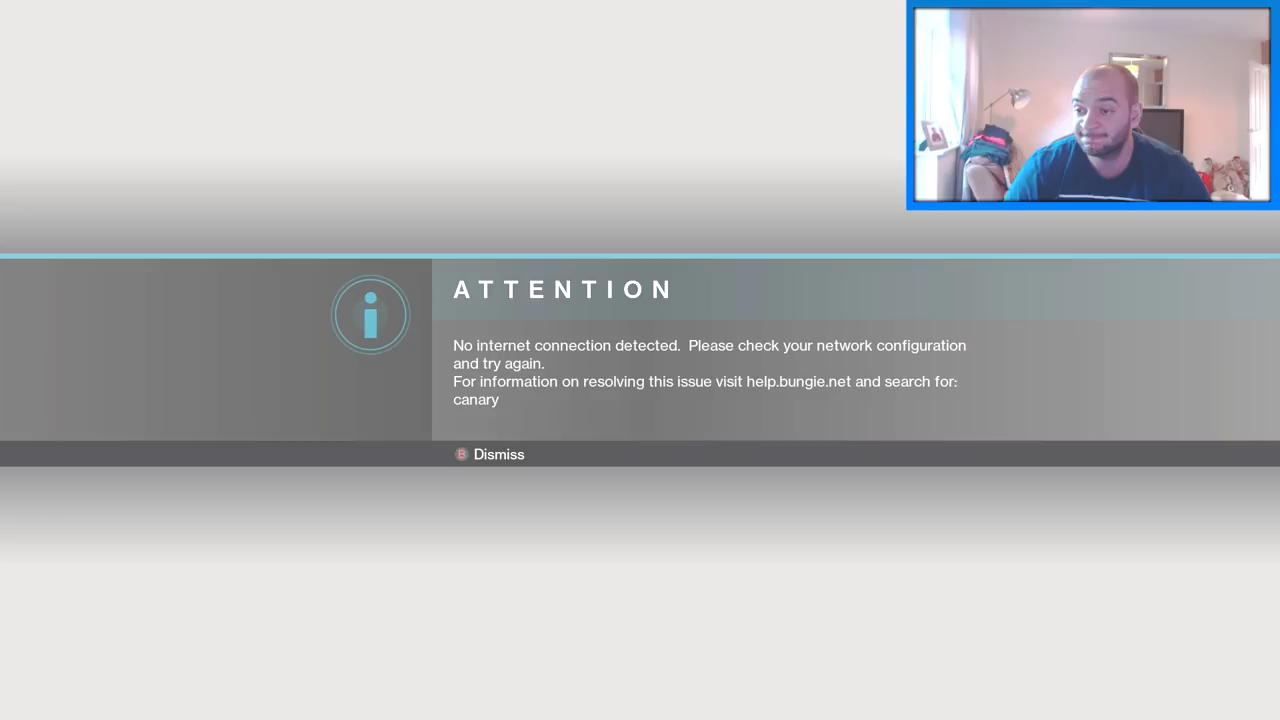 ATTENTION
No internet connection detected.  Please check your network configuration
and try again.
For information on resolving this issue visit help.bungie.net and search for:
canary
B Dismiss